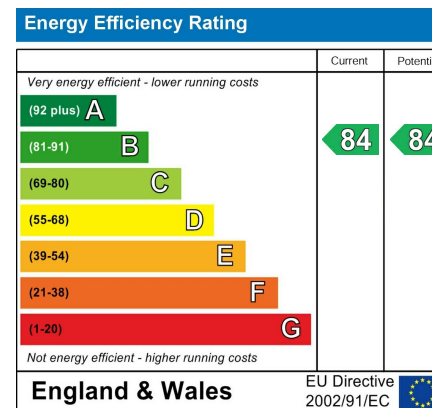 Energy Efficiency Rating
Current Potenti
Very energy efficient - lower running costs
(92 plus) A
(81-91) B 84 84
(69-80) C
(55-68) D
(39-54) E
(21-38) F
(1-20) G
Not energy efficient - higher running costs
England & Wales
EU Directive
2002/91/EC